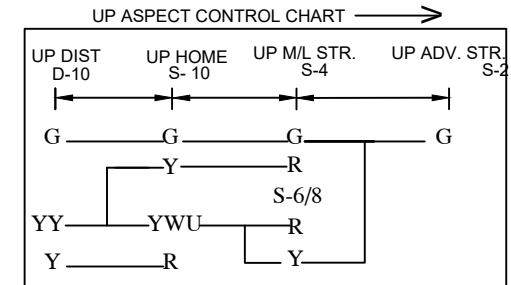 UP ASPECT CONTROL CHART
UP DIST UP HOME UP M/L STR. UP ADV. STR.
D-10 S- 10 S-4 S-2
G G G G
Y R
S-6/8
YY YWU R
Y R Y